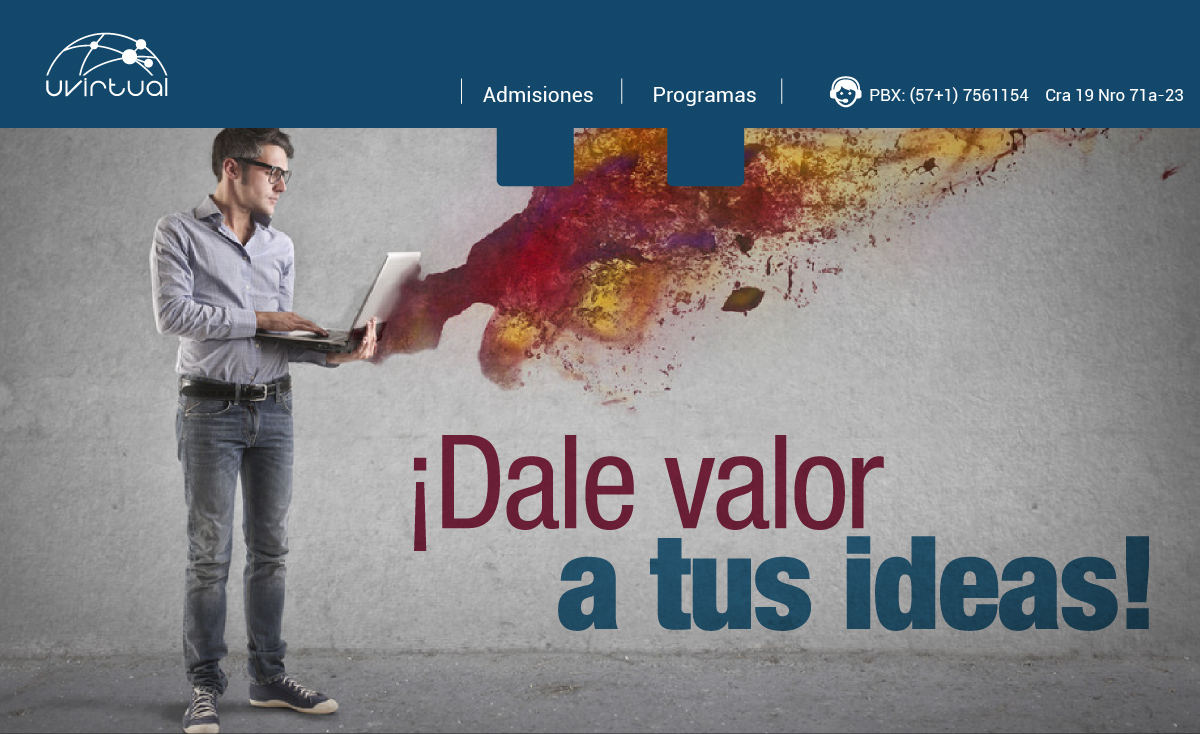 uvirtual
Admisiones
Programas
PBX: (57+1) 7561154
Cra 19 Nro 71a-23
¡Dale valor
a tus ideas!